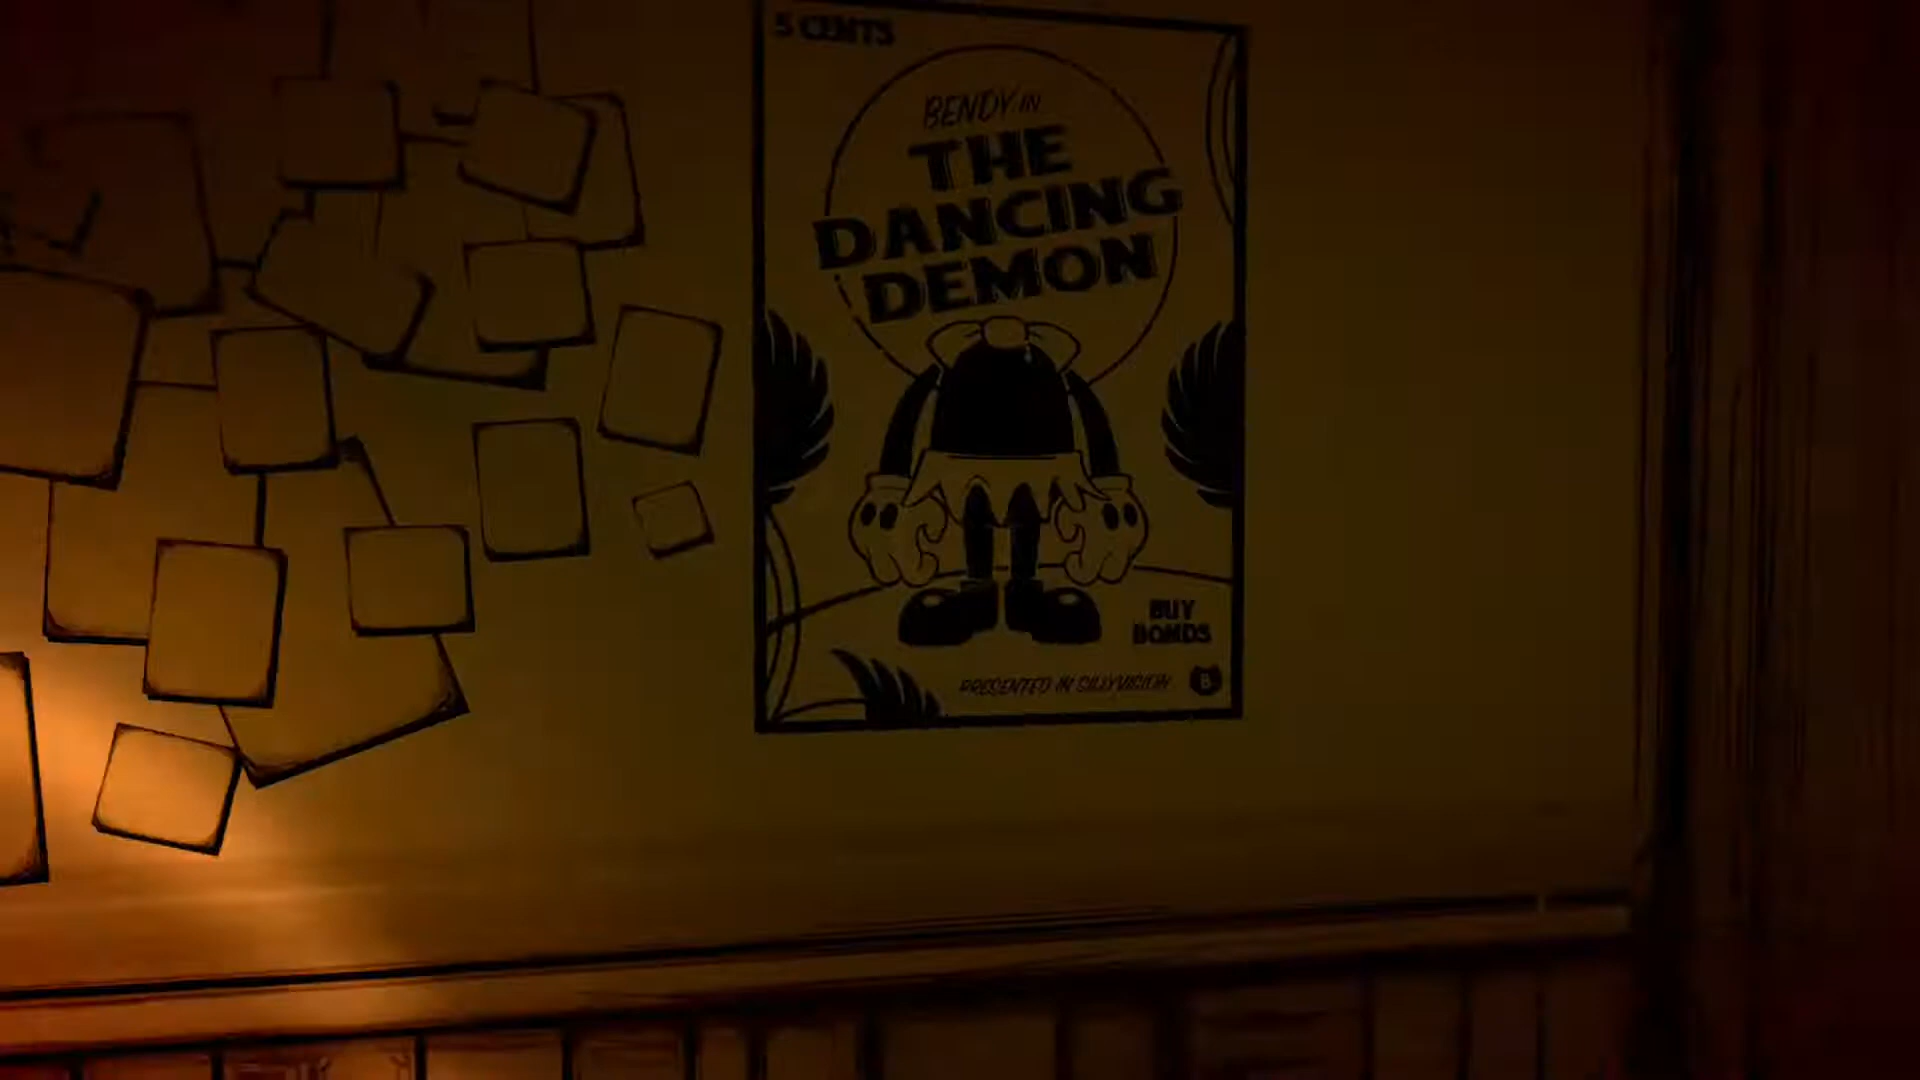 5 CENTS
BENDY IN
THE
DANCING
DEMON
BUY
BONDS
PRESENTED IN SILLYVISION
B